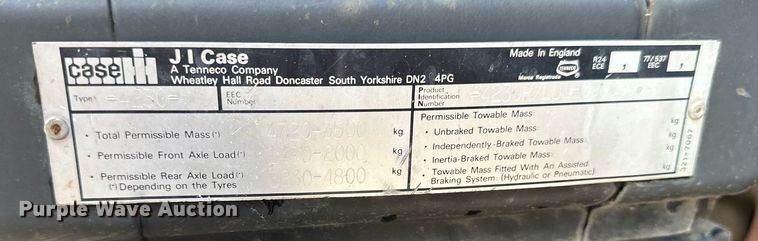 case IH
J I Case
A Tenneco Company
Wheatley Hall Road Doncaster South Yorkshire DN2 4PG
Made in England
TENNECO
Marca Registrada
R24
ECE
77/537
EEC
Type
EEC
Number
Product
Identification
Number
· Total Permissible Mass(*) kg
· Permissible Front Axle Load(*) kg
· Permissible Rear Axle Load(*) kg
(*)Depending on the Tyres
Permissible Towable Mass
· Unbraked Towable Mass kg
· Independently-Braked Towable Mass kg
· Inertia-Braked Towable Mass kg
· Towable Mass Fitted With An Assisted
Braking System (Hydraulic or Pneumatic) kg
Purple Wave Auction